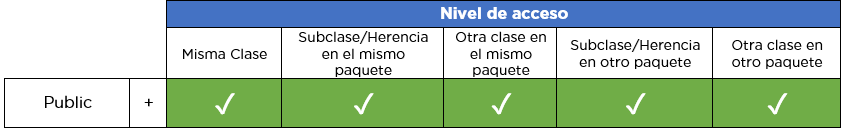 Nivel de acceso
Misma Clase
Subclase/Herencia
en el mismo
paquete
Otra clase en
el mismo
paquete
Subclase/Herencia
en otro paquete
Otra clase en
otro paquete
Public
+
✓ ✓ ✓ ✓ ✓